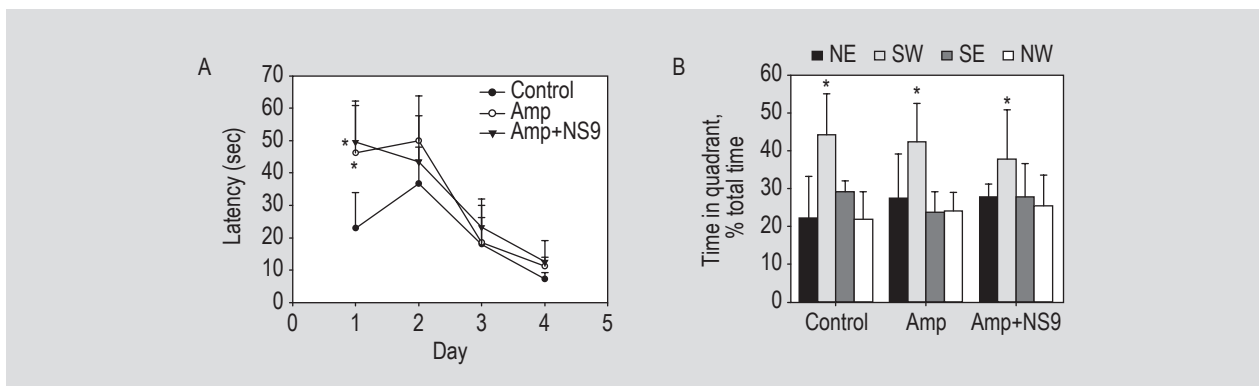 A
Latency (sec)
70
60
50
40
30
20
10
0
*
*
Control
Amp
Amp+NS9
0 1 2 3 4 5
Day
B
NE SW SE NW
Time in quadrant,
% total time
60
50
40
30
20
10
0
* * *
Control Amp Amp+NS9